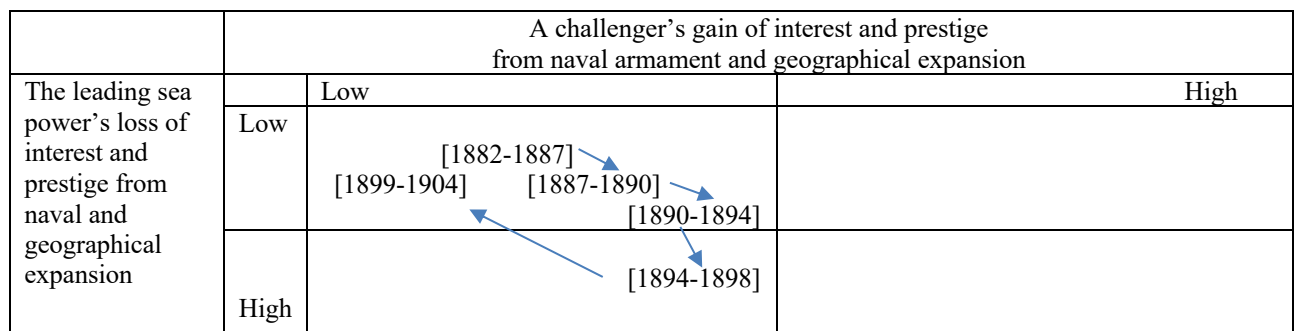 A challenger’s gain of interest and prestige
from naval armament and geographical expansion
The leading sea
power’s loss of
interest and
prestige from
naval and
geographical
expansion
Low High
Low
[1882-1887]
[1899-1904] [1887-1890]
[1890-1894]
[1894-1898]
High